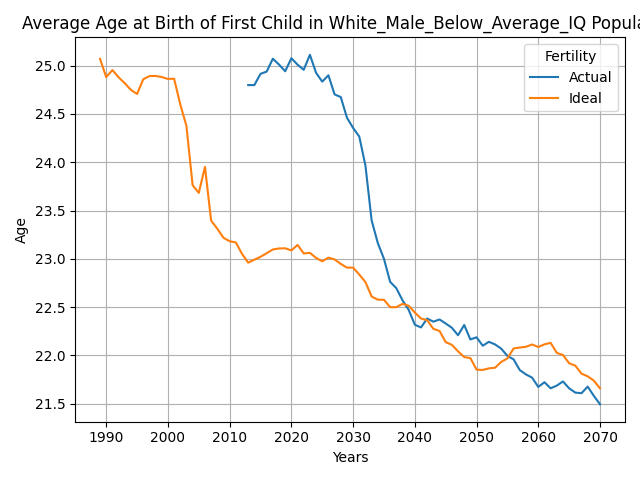 Average Age at Birth of First Child in White_Male_Below_Average_IQ Popula
Fertility
Actual
Ideal
25.0
24.5
24.0
23.5
23.0
22.5
22.0
21.5
Age
1990 2000 2010 2020 2030 2040 2050 2060 2070
Years